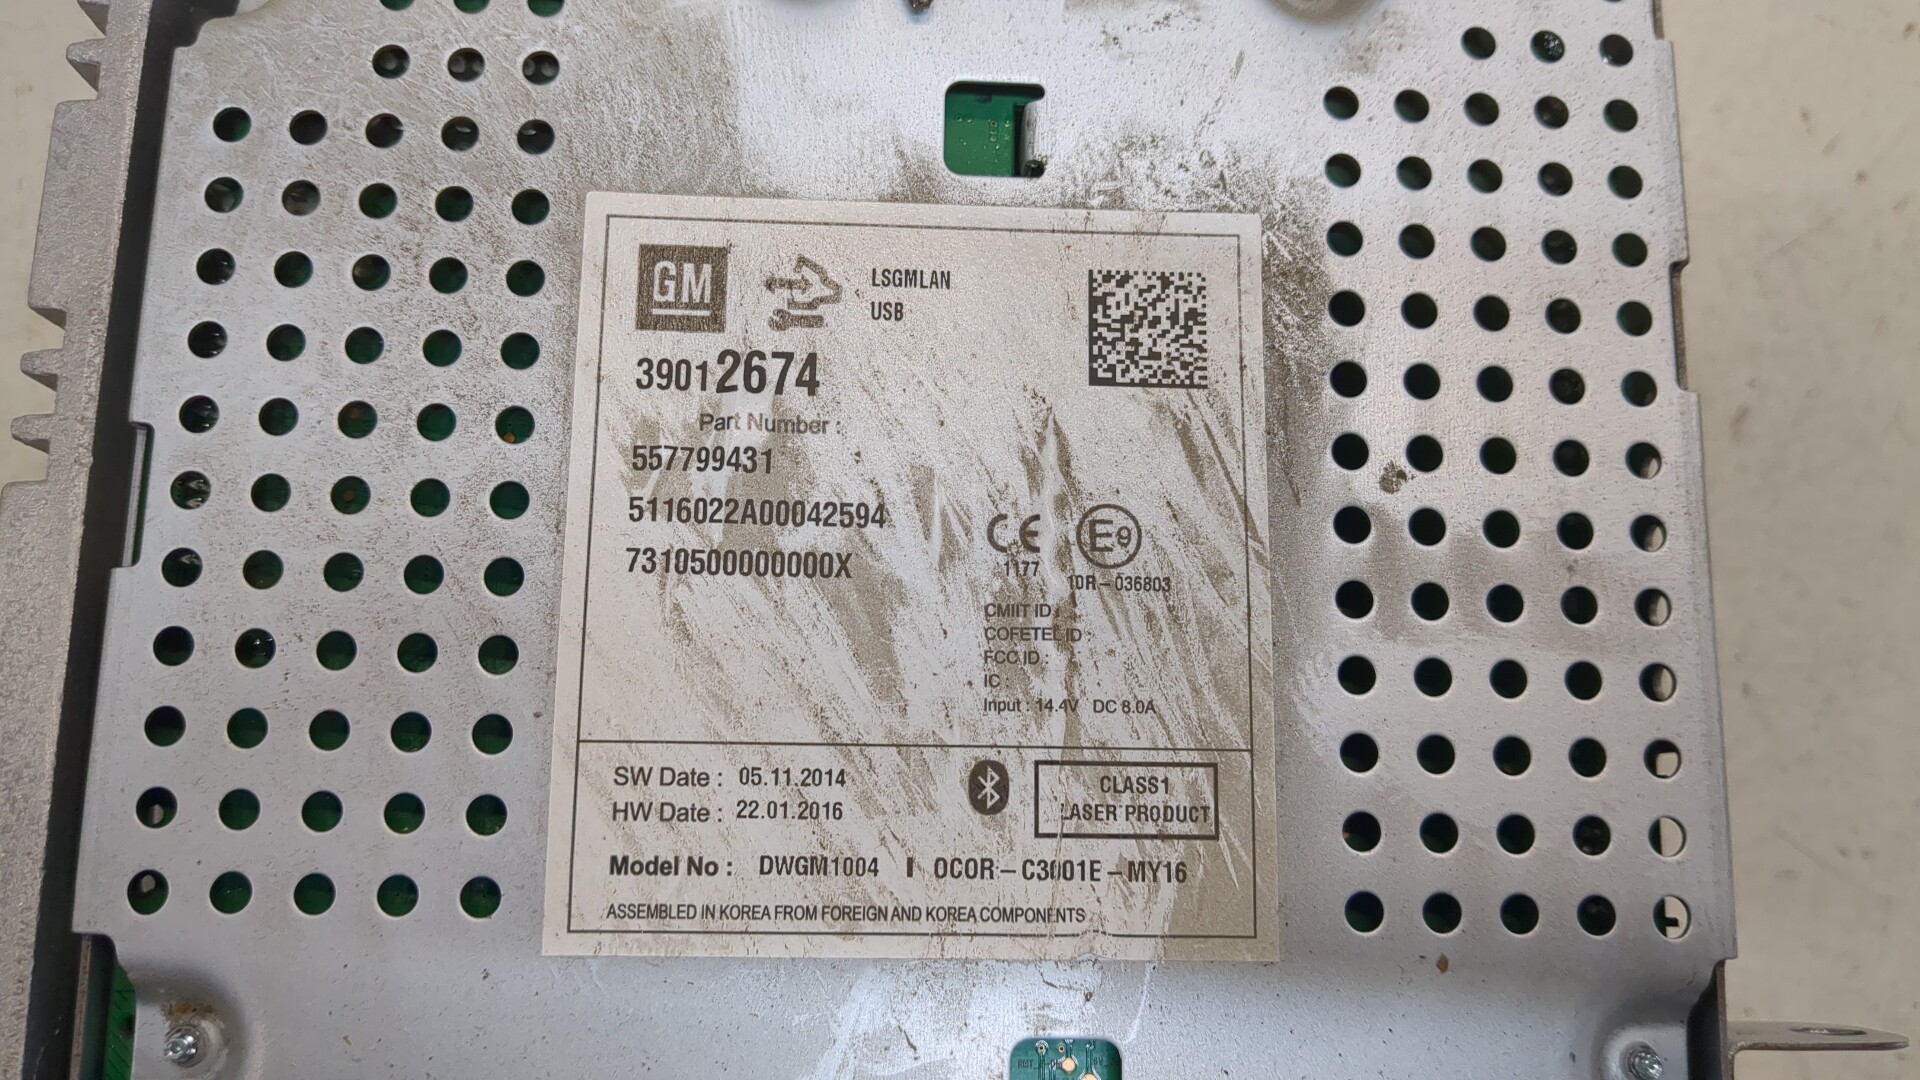 GM
LSGMLAN
USB
39012674
Part Number :
557799431
5116022A00042594
7310500000000X
CE
1177
E9
10R-036803
CMIIT ID :
COFETEL ID :
FCC ID :
IC :
Input : 14.4V DC 8.0A
SW Date : 05.11.2014
HW Date : 22.01.2016
CLASS1
LASER PRODUCT
Model No : DWGM1004 I OCOR-C3001E-MY16
ASSEMBLED IN KOREA FROM FOREIGN AND KOREA COMPONENTS